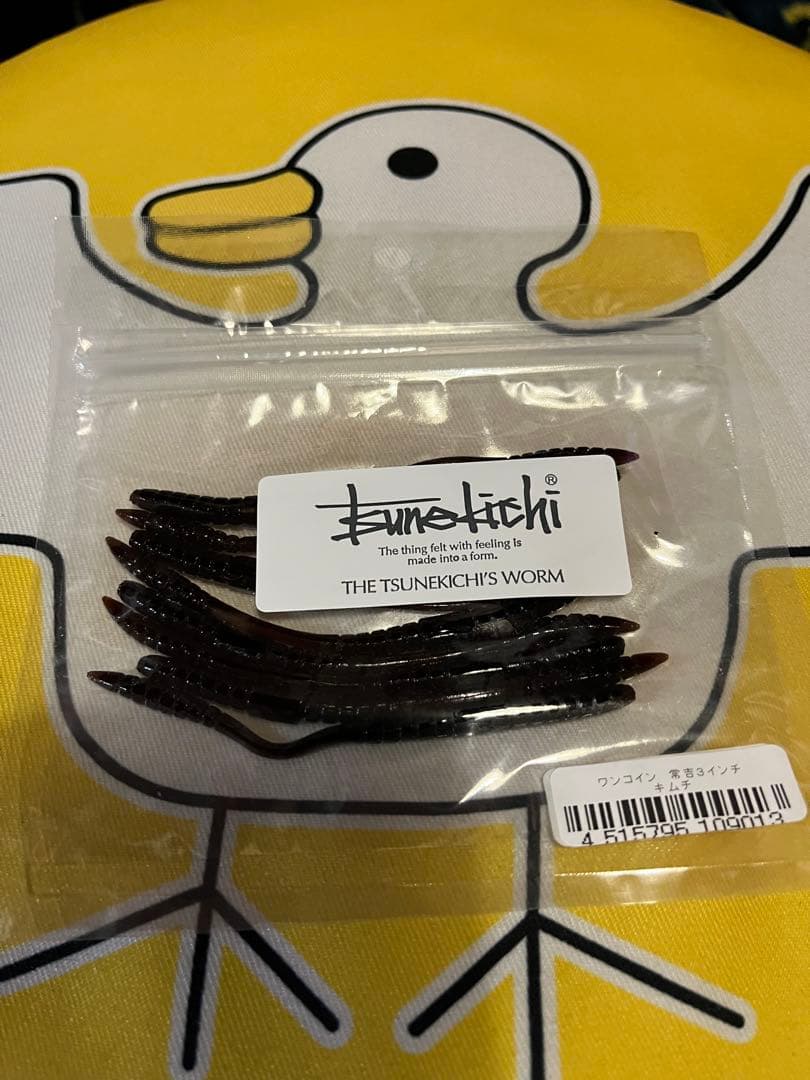 Tsunekichi®
The thing felt with feeling is
made into a form.
THE TSUNEKICHI'S WORM
ワンコイン 常吉3インチ
キムチ
4 515795 109013